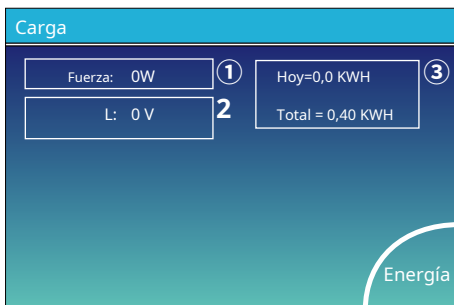 Carga
Fuerza: 0W ①
L: 0 V 2
Hoy=0,0 KWH ③
Total = 0,40 KWH
Energía